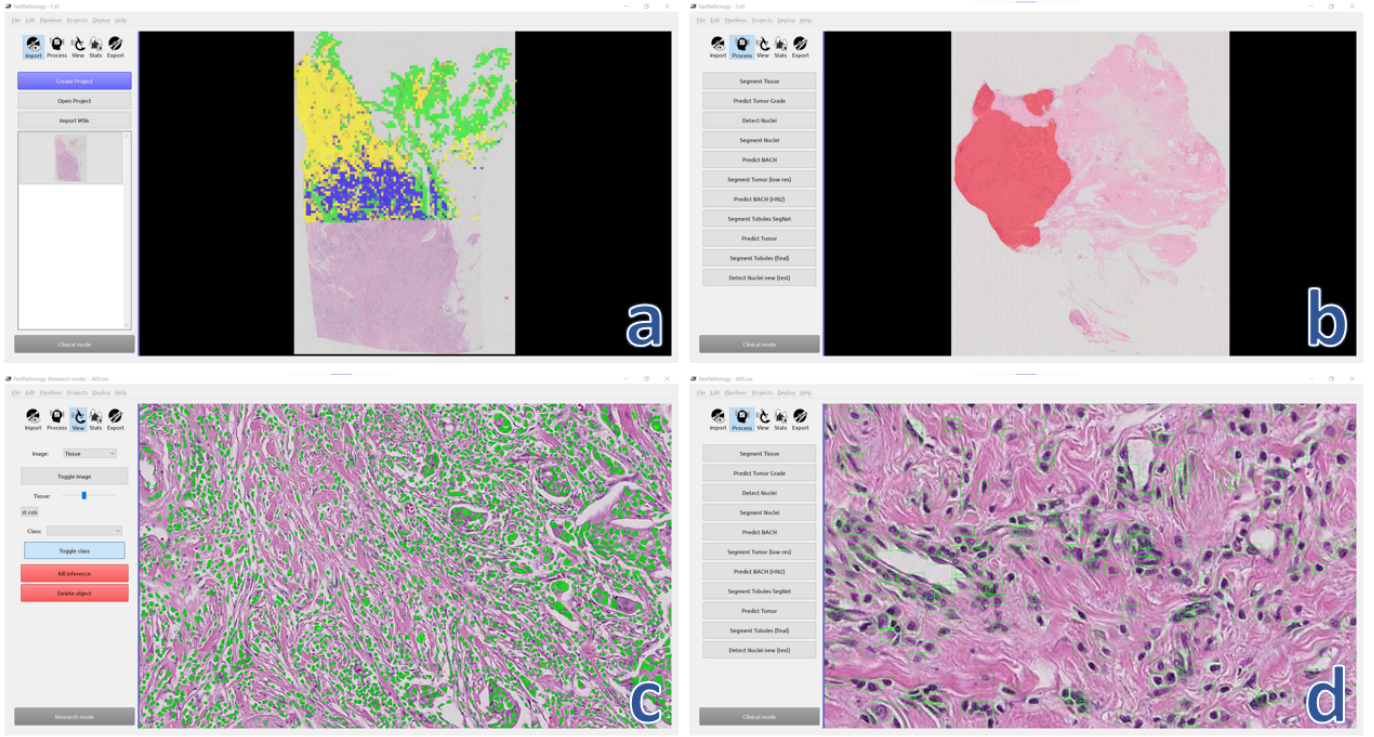 FastPathology - F.tif
File Edit Pipelines Projects Deploy Help
Import Process View Stats Export
Create Project
Open Project
Import WSIs
Clinical mode
a
FastPathology - S.tif
File Edit Pipelines Projects Deploy Help
Import Process View Stats Export
Segment Tissue
Predict Tumor Grade
Detect Nuclei
Segment Nuclei
Predict BACH
Segment Tumor (low res)
Predict BACH (HN2)
Segment Tubules SegNet
Predict Tumor
Segment Tubules (final)
Detect Nuclei new (test)
Clinical mode
b
FastPathology (Research mode) - A05.svs
File Edit Pipelines Projects Deploy Help
Import Process View Stats Export
Image: Tissue
Toggle image
Tissue:
Class:
Toggle class
Kill inference
Delete object
Research mode
c
FastPathology - A05.svs
File Edit Pipelines Projects Deploy Help
Import Process View Stats Export
Segment Tissue
Predict Tumor Grade
Detect Nuclei
Segment Nuclei
Predict BACH
Segment Tumor (low res)
Predict BACH (HN2)
Segment Tubules SegNet
Predict Tumor
Segment Tubules (final)
Detect Nuclei new (test)
Clinical mode
d